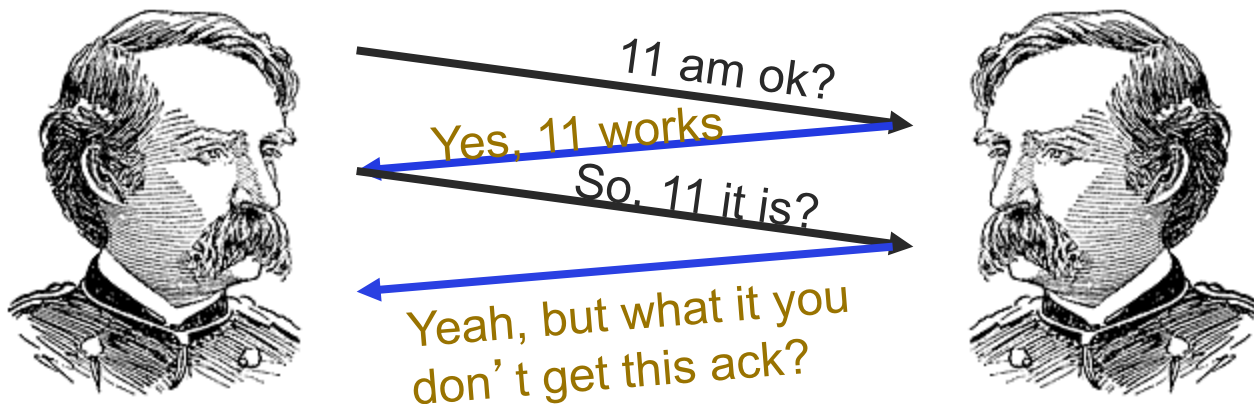 11 am ok?
Yes, 11 works
So, 11 it is?
Yeah, but what it you
don’t get this ack?